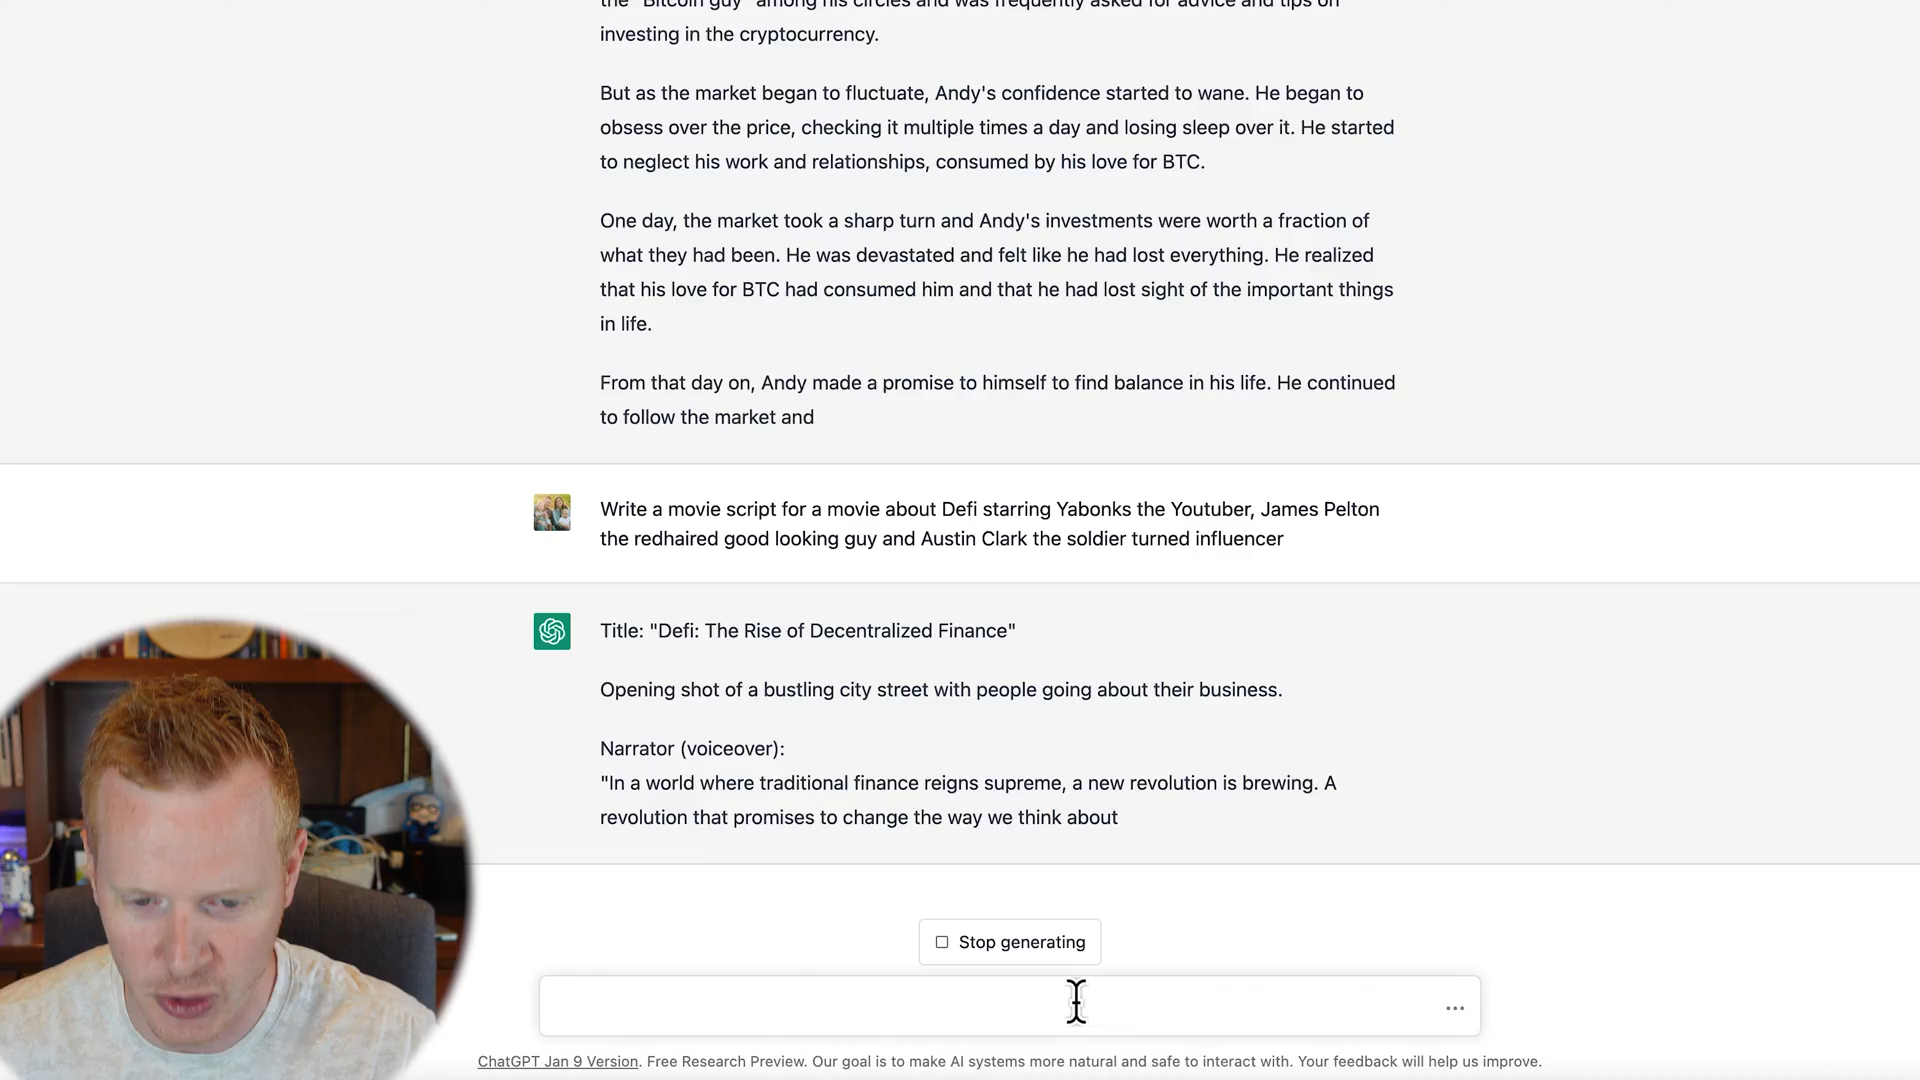 the "Bitcoin guy" among his circles and was frequently asked for advice and tips on
investing in the cryptocurrency.
But as the market began to fluctuate, Andy's confidence started to wane. He began to
obsess over the price, checking it multiple times a day and losing sleep over it. He started
to neglect his work and relationships, consumed by his love for BTC.
One day, the market took a sharp turn and Andy's investments were worth a fraction of
what they had been. He was devastated and felt like he had lost everything. He realized
that his love for BTC had consumed him and that he had lost sight of the important things
in life.
From that day on, Andy made a promise to himself to find balance in his life. He continued
to follow the market and
Write a movie script for a movie about Defi starring Yabonks the Youtuber, James Pelton
the redhaired good looking guy and Austin Clark the soldier turned influencer
Title: "Defi: The Rise of Decentralized Finance"
Opening shot of a bustling city street with people going about their business.
Narrator (voiceover):
"In a world where traditional finance reigns supreme, a new revolution is brewing. A
revolution that promises to change the way we think about
Stop generating
ChatGPT Jan 9 Version. Free Research Preview. Our goal is to make AI systems more natural and safe to interact with. Your feedback will help us improve.